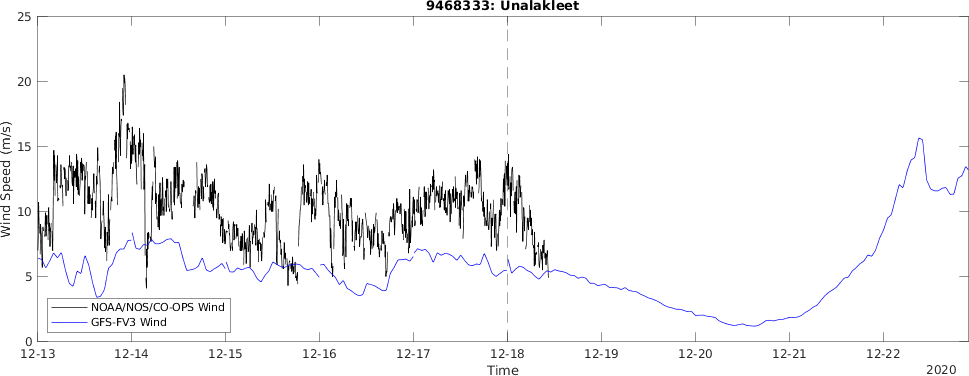 9468333: Unalakleet
25
20
15
10
5
0
Wind Speed (m/s)
NOAA/NOS/CO-OPS Wind
GFS-FV3 Wind
12-13 12-14 12-15 12-16 12-17 12-18 12-19 12-20 12-21 12-22
Time
2020